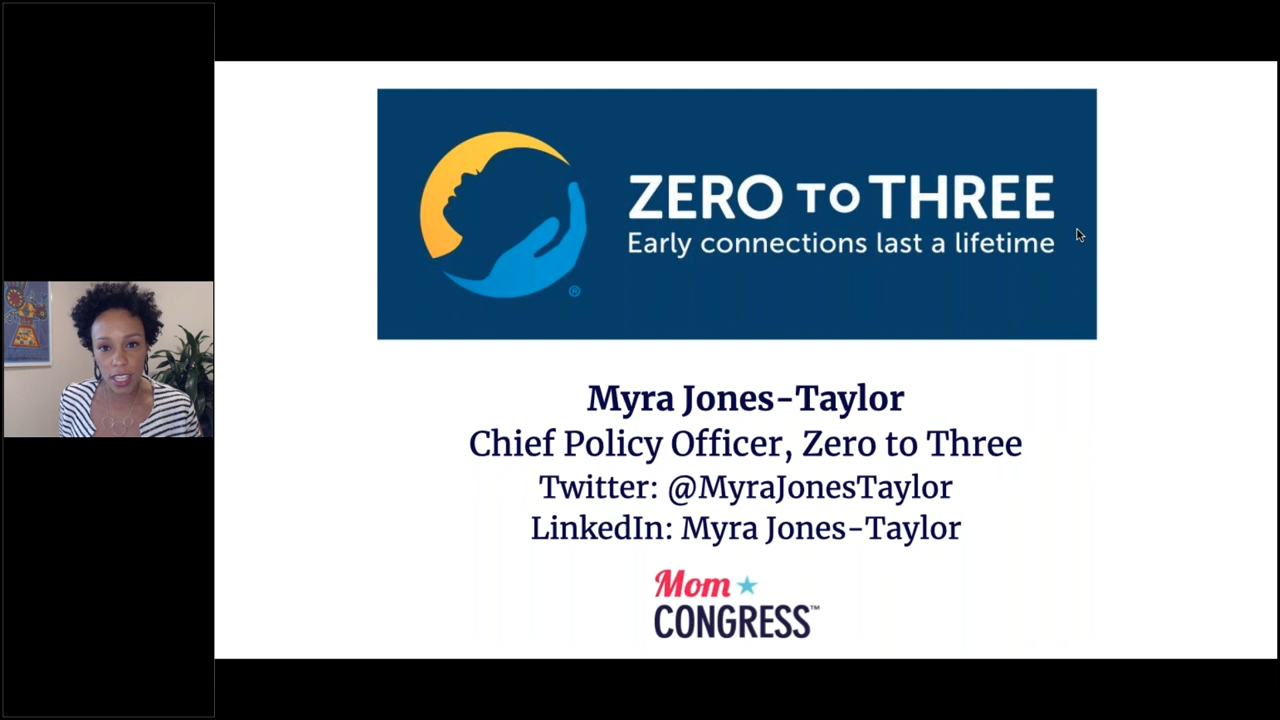 ZERO TO THREE
Early connections last a lifetime
®
Myra Jones-Taylor
Chief Policy Officer, Zero to Three
Twitter: @MyraJonesTaylor
LinkedIn: Myra Jones-Taylor
Mom
CONGRESS™